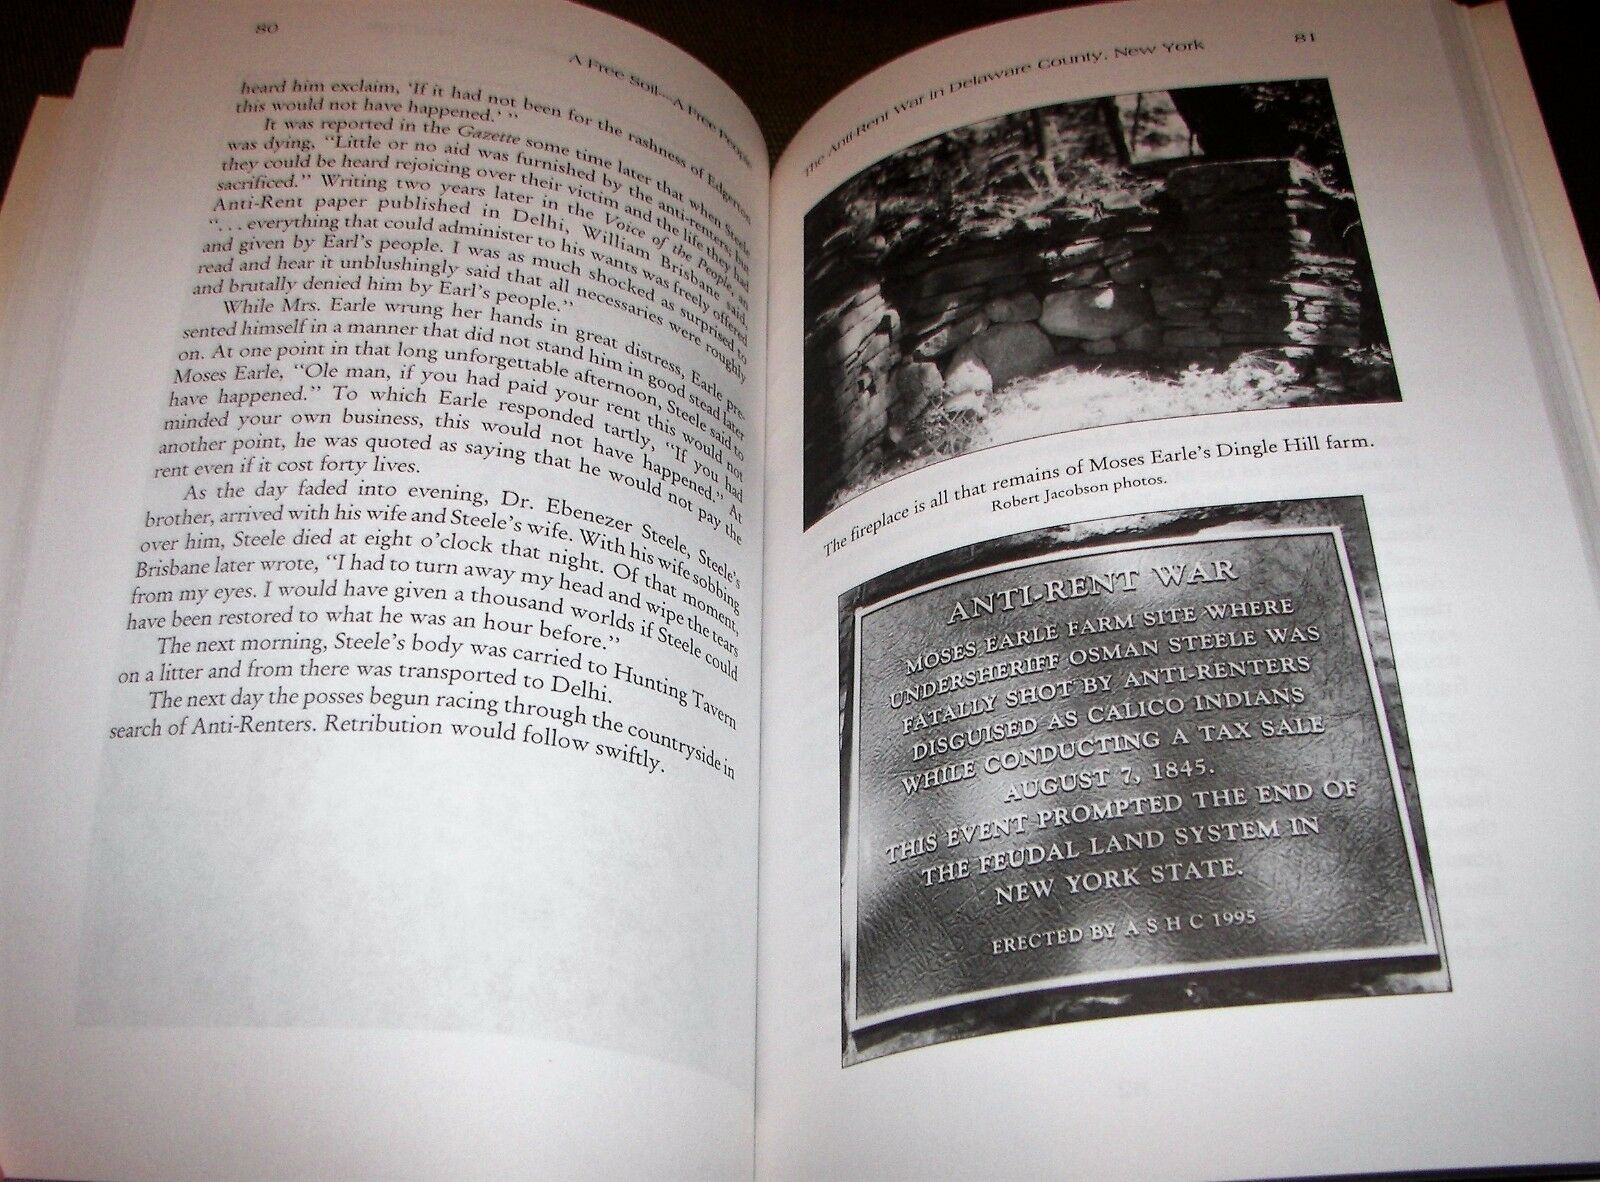 80
A Free Soil—A Free People
heard him exclaim, 'If it had not been for the rashness of Edgerton
this would not have happened.' "
It was reported in the Gazette some time later that when Steele
was dying, "Little or no aid was furnished by the anti-renters; but
they could be heard rejoicing over their victim and the life they had
sacrificed." Writing two years later in the Voice of the People, an
Anti-Rent paper published in Delhi, William Brisbane said,
". . . everything that could administer to his wants was freely offered
and given by Earl's people. I was as much shocked as surprised to
read and hear it unblushingly said that all necessaries were roughly
and brutally denied him by Earl's people."
While Mrs. Earle wrung her hands in great distress, Earle pre-
sented himself in a manner that did not stand him in good stead later
on. At one point in that long unforgettable afternoon, Steele said to
Moses Earle, "Ole man, if you had paid your rent this would not
have happened." To which Earle responded tartly, "If you had
minded your own business, this would not have happened." At
another point, he was quoted as saying that he would not pay the
rent even if it cost forty lives.
As the day faded into evening, Dr. Ebenezer Steele, Steele's
brother, arrived with his wife and Steele's wife. With his wife sobbing
over him, Steele died at eight o'clock that night. Of that moment,
Brisbane later wrote, "I had to turn away my head and wipe the tears
from my eyes. I would have given a thousand worlds if Steele could
have been restored to what he was an hour before."
The next morning, Steele's body was carried to Hunting Tavern
on a litter and from there was transported to Delhi.
The next day the posses begun racing through the countryside in
search of Anti-Renters. Retribution would follow swiftly.
The Anti-Rent War in Delaware County, New York
81
The fireplace is all that remains of Moses Earle's Dingle Hill farm.
Robert Jacobson photos.
ANTI-RENT WAR
MOSES EARLE FARM SITE WHERE
UNDERSHERIFF OSMAN STEELE WAS
FATALLY SHOT BY ANTI-RENTERS
DISGUISED AS CALICO INDIANS
WHILE CONDUCTING A TAX SALE
AUGUST 7, 1845.
THIS EVENT PROMPTED THE END OF
THE FEUDAL LAND SYSTEM IN
NEW YORK STATE.
ERECTED BY A S H C 1995